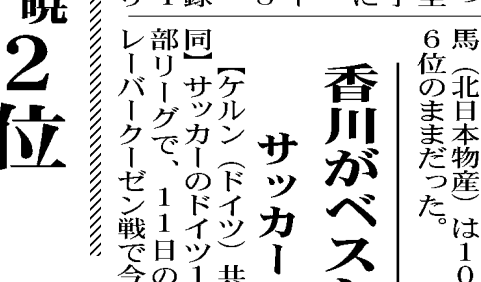 馬（北日本物産）は１０
６位のままだった。
香川がベス
サッカー
【ケルン（ドイツ）共
同】サッカーのドイツ１
部リーグで、１１日の
レーバークーゼン戦で今
暁
２位